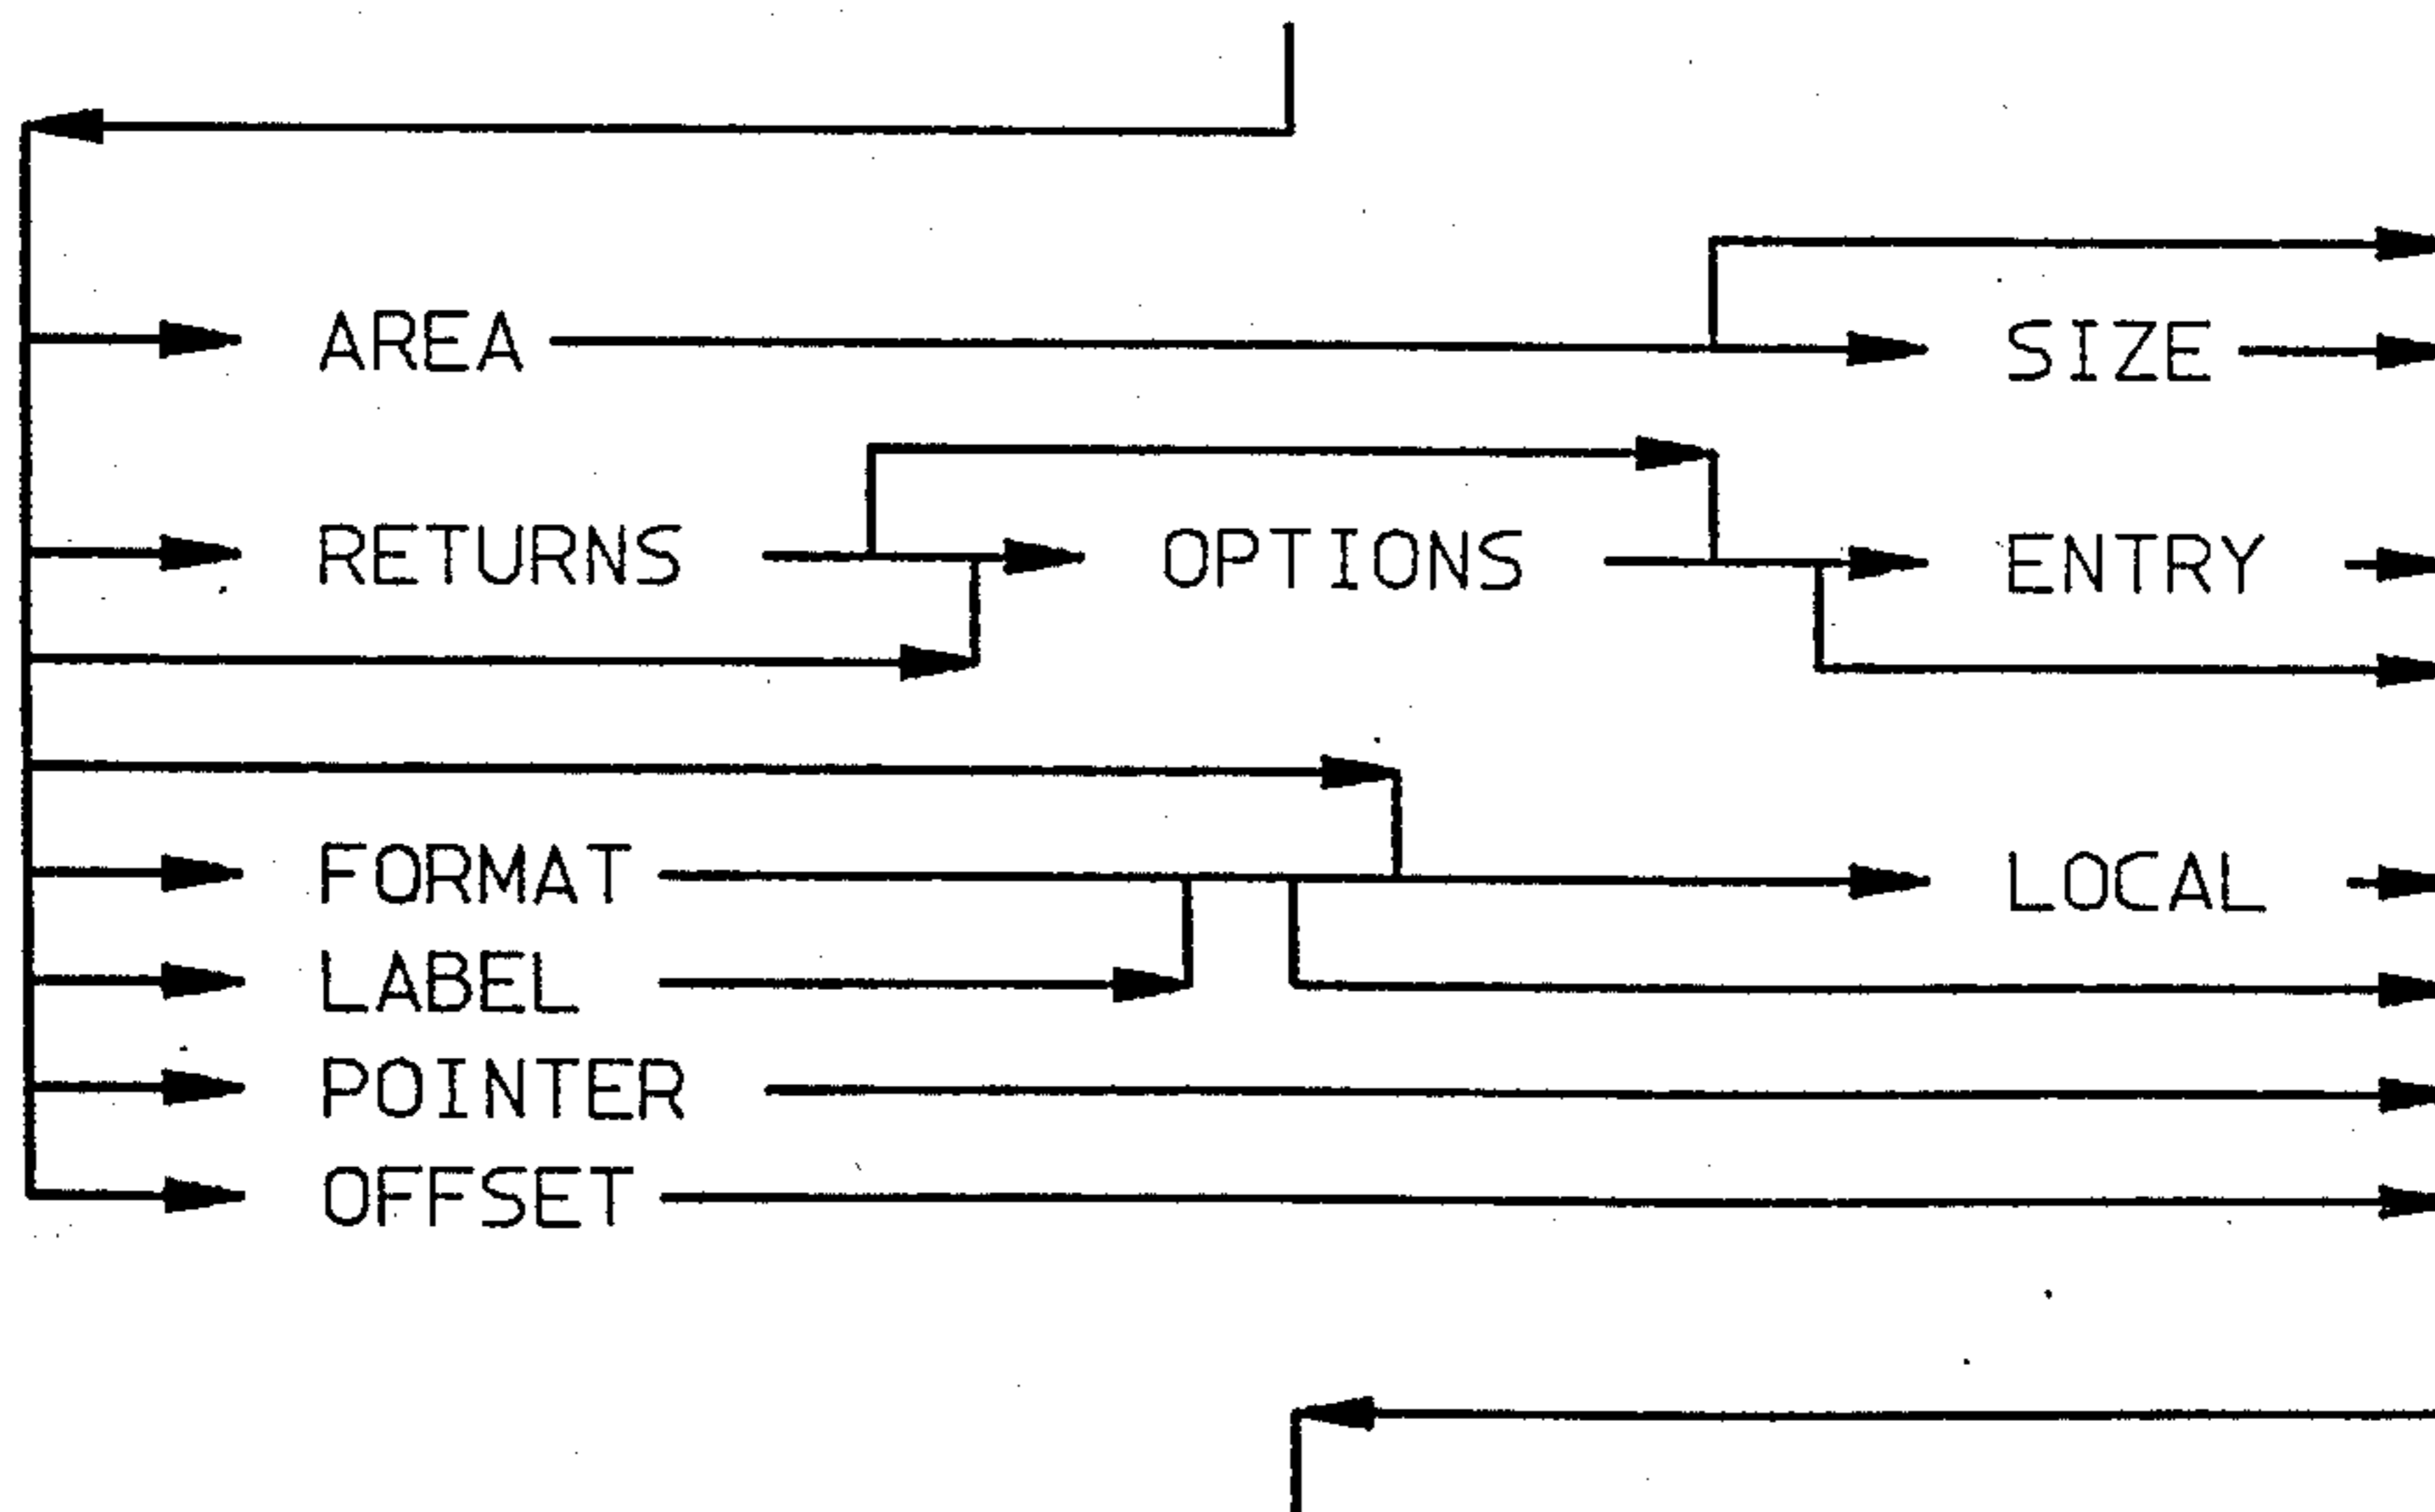 AREA SIZE
RETURNS OPTIONS ENTRY
FORMAT LOCAL
LABEL
POINTER
OFFSET